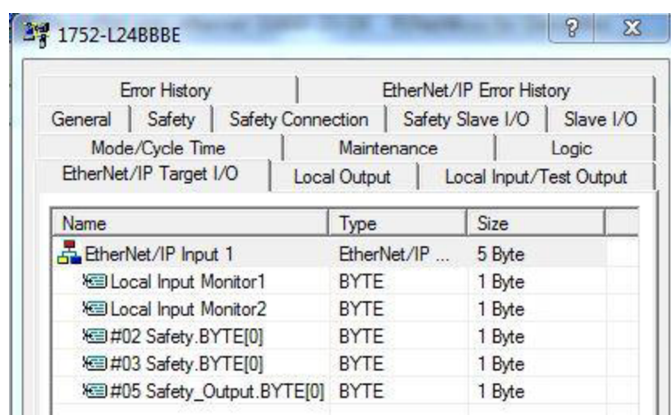 1752-L24BBBE
Error History EtherNet/IP Error History
General Safety Safety Connection Safety Slave I/O Slave I/O
Mode/Cycle Time Maintenance Logic
EtherNet/IP Target I/O Local Output Local Input/Test Output
Name Type Size
EtherNet/IP Input 1 EtherNet/IP ... 5 Byte
Local Input Monitor1 BYTE 1 Byte
Local Input Monitor2 BYTE 1 Byte
#02 Safety.BYTE[0] BYTE 1 Byte
#03 Safety.BYTE[0] BYTE 1 Byte
#05 Safety_Output.BYTE[0] BYTE 1 Byte